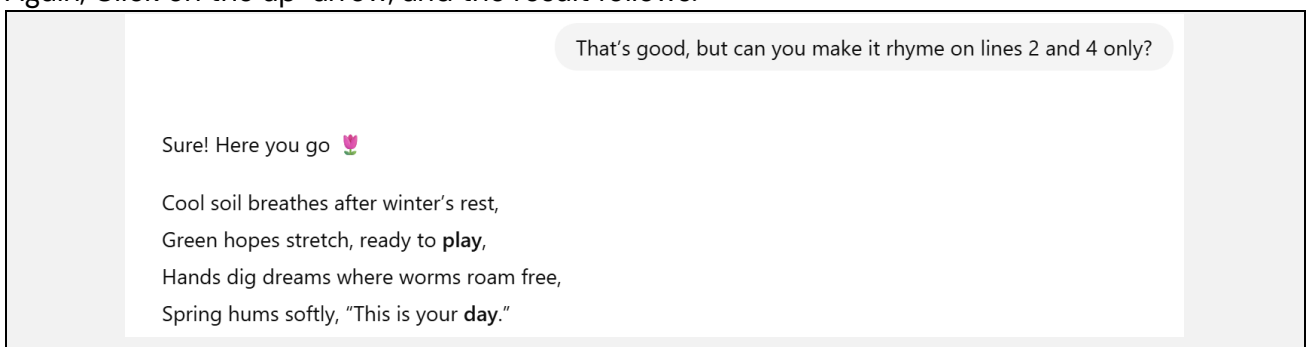 Again, Click on the up-arrow, and the result follows:
That's good, but can you make it rhyme on lines 2 and 4 only?
Sure! Here you go 🌷
Cool soil breathes after winter's rest,
Green hopes stretch, ready to play,
Hands dig dreams where worms roam free,
Spring hums softly, "This is your day."